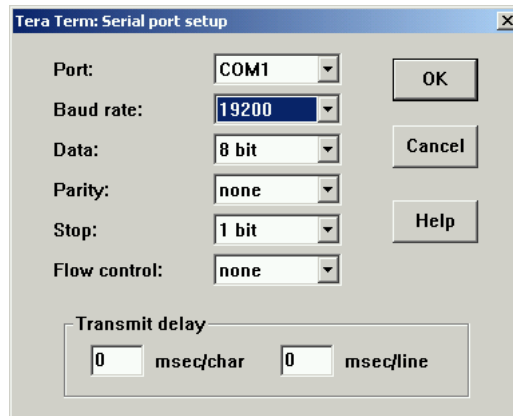 Tera Term: Serial port setup
Port: COM1
OK
Baud rate: 19200
Data: 8 bit
Cancel
Parity: none
Stop: 1 bit
Help
Flow control: none
Transmit delay
0 msec/char 0 msec/line